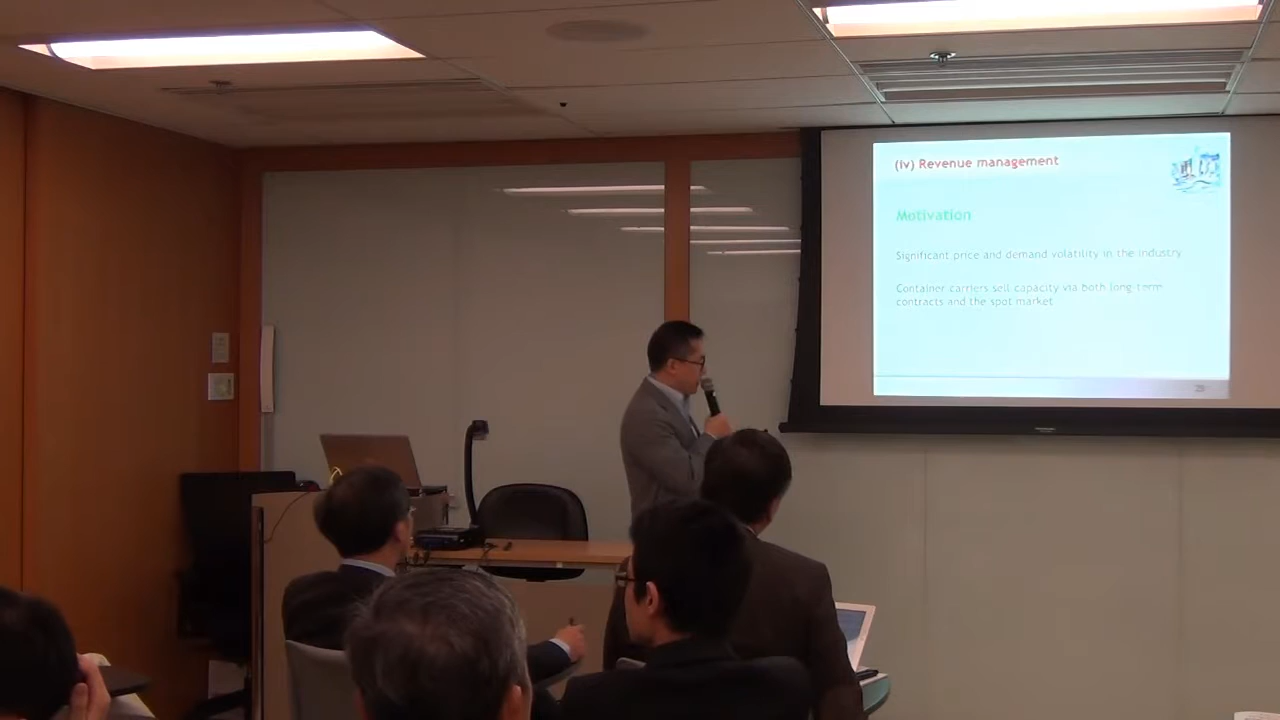 (iv) Revenue management
Motivation
Significant price and demand volatility in the industry
Container carriers sell capacity via both long-term
contracts and the spot market